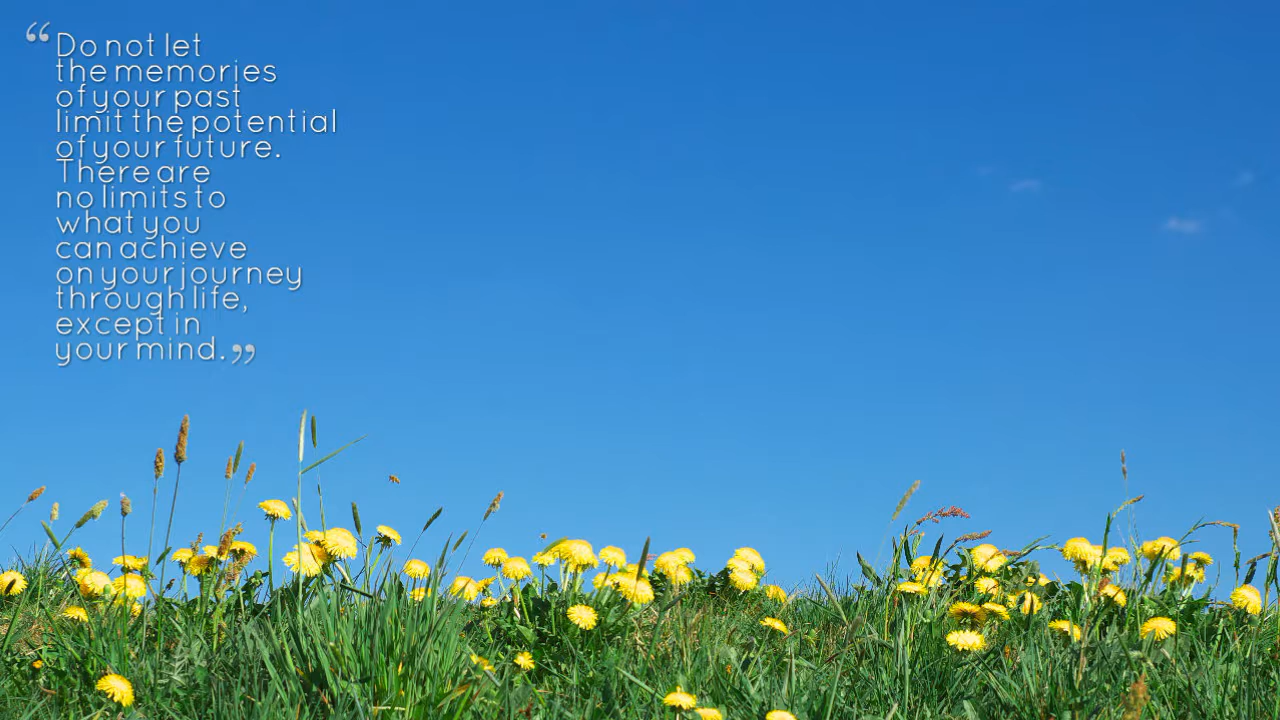 “Do not let
the memories
of your past
limit the potential
of your future.
There are
no limits to
what you
can achieve
on your journey
through life,
except in
your mind.”